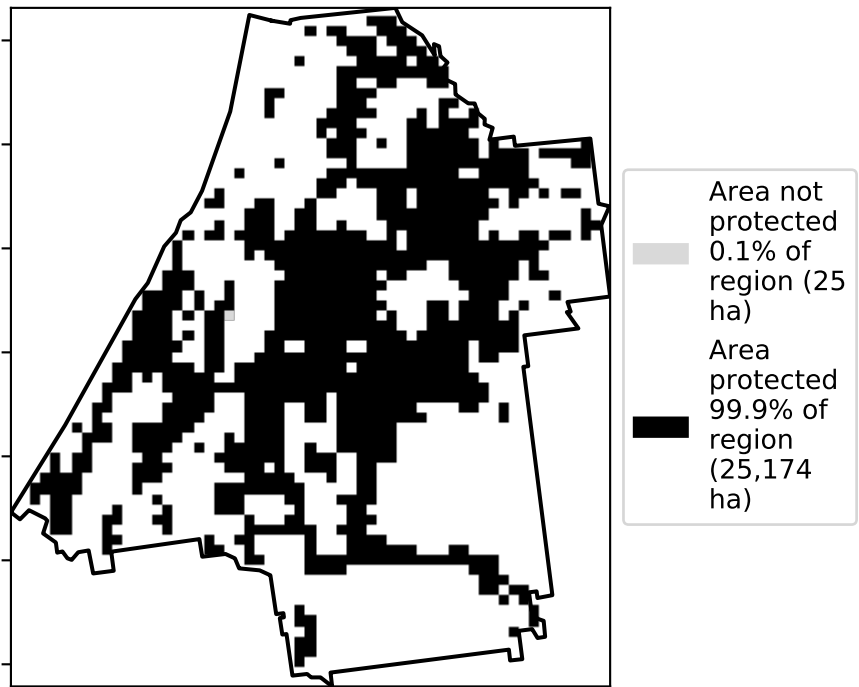 Area not
protected
0.1% of
region (25
ha)
Area
protected
99.9% of
region
(25,174
ha)